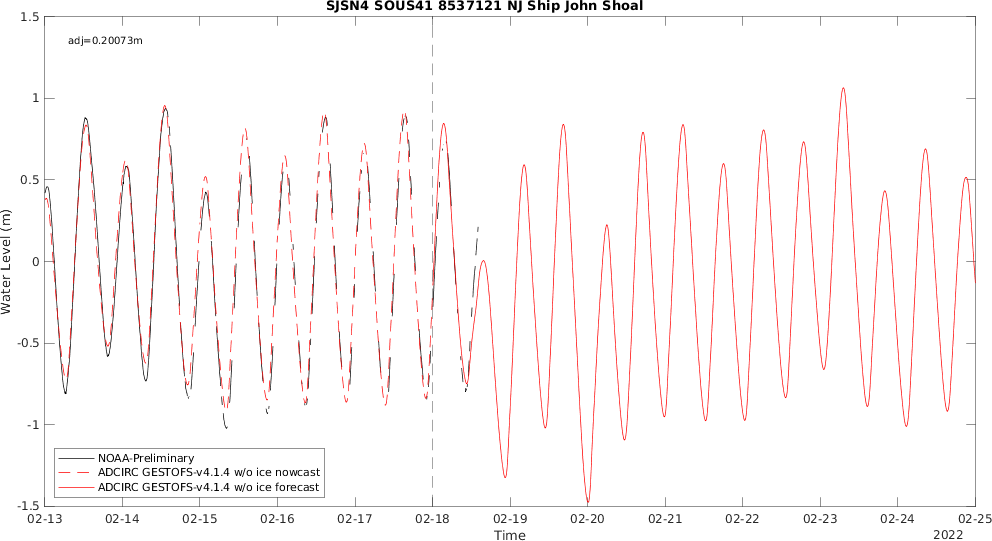 SJSN4 SOUS41 8537121 NJ Ship John Shoal
1.5
adj=0.20073m
1
0.5
0
-0.5
-1
-1.5
Water Level (m)
NOAA-Preliminary
ADCIRC GESTOFS-v4.1.4 w/o ice nowcast
ADCIRC GESTOFS-v4.1.4 w/o ice forecast
02-13 02-14 02-15 02-16 02-17 02-18 02-19 02-20 02-21 02-22 02-23 02-24 02-25
Time
2022